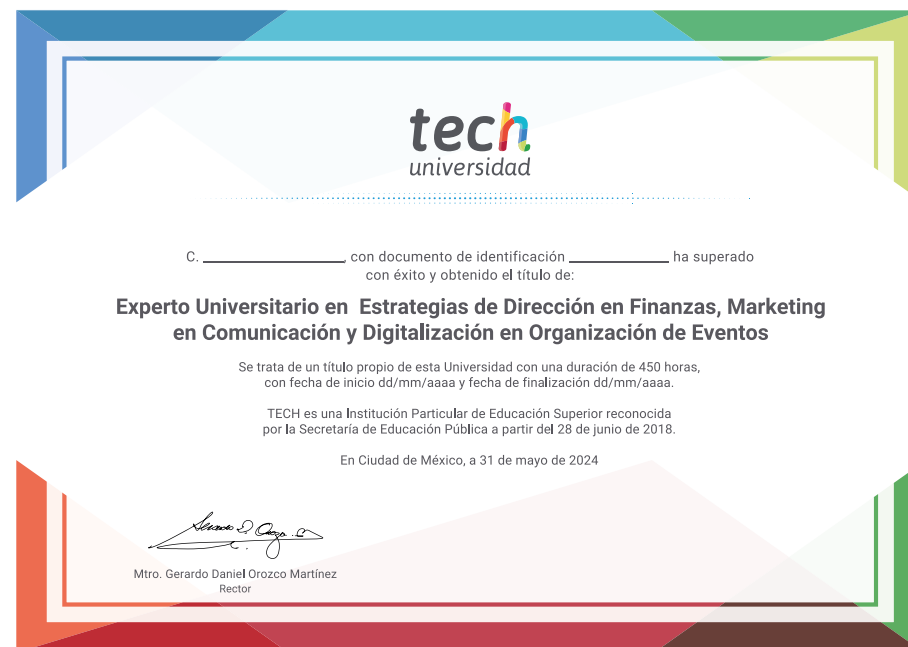 tech
universidad
C. ____________, con documento de identificación ____________ ha superado
con éxito y obtenido el título de:
Experto Universitario en Estrategias de Dirección en Finanzas, Marketing
en Comunicación y Digitalización en Organización de Eventos
Se trata de un título propio de esta Universidad con una duración de 450 horas,
con fecha de inicio dd/mm/aaaa y fecha de finalización dd/mm/aaaa.
TECH es una Institución Particular de Educación Superior reconocida
por la Secretaría de Educación Pública a partir del 28 de junio de 2018.
En Ciudad de México, a 31 de mayo de 2024
Mtro. Gerardo Daniel Orozco Martínez
Rector